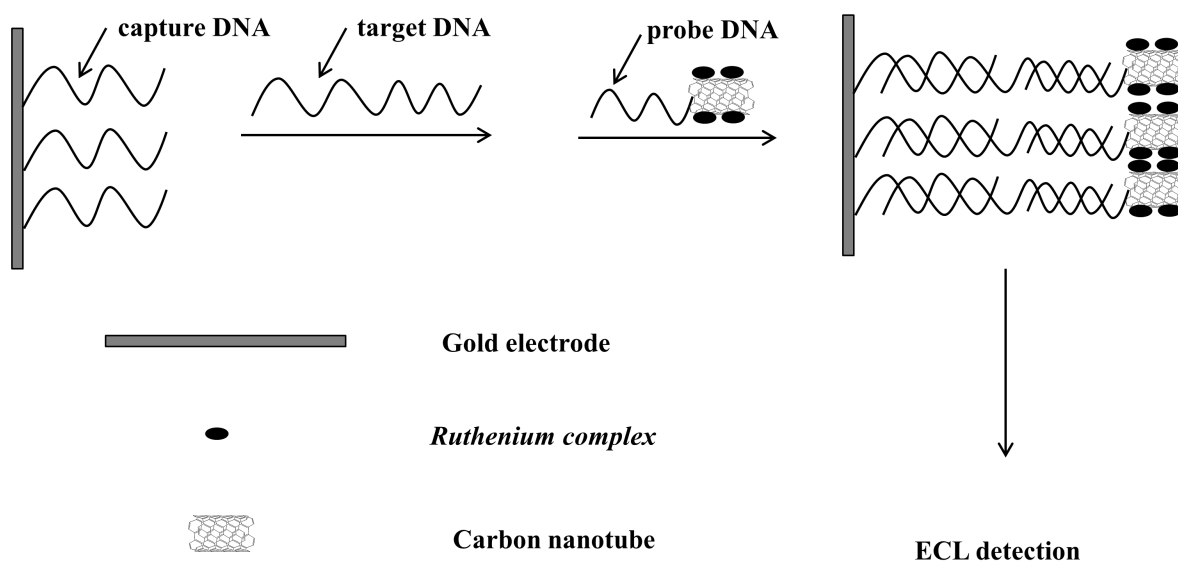 capture DNA
target DNA
probe DNA
Gold electrode
Ruthenium complex
Carbon nanotube
ECL detection